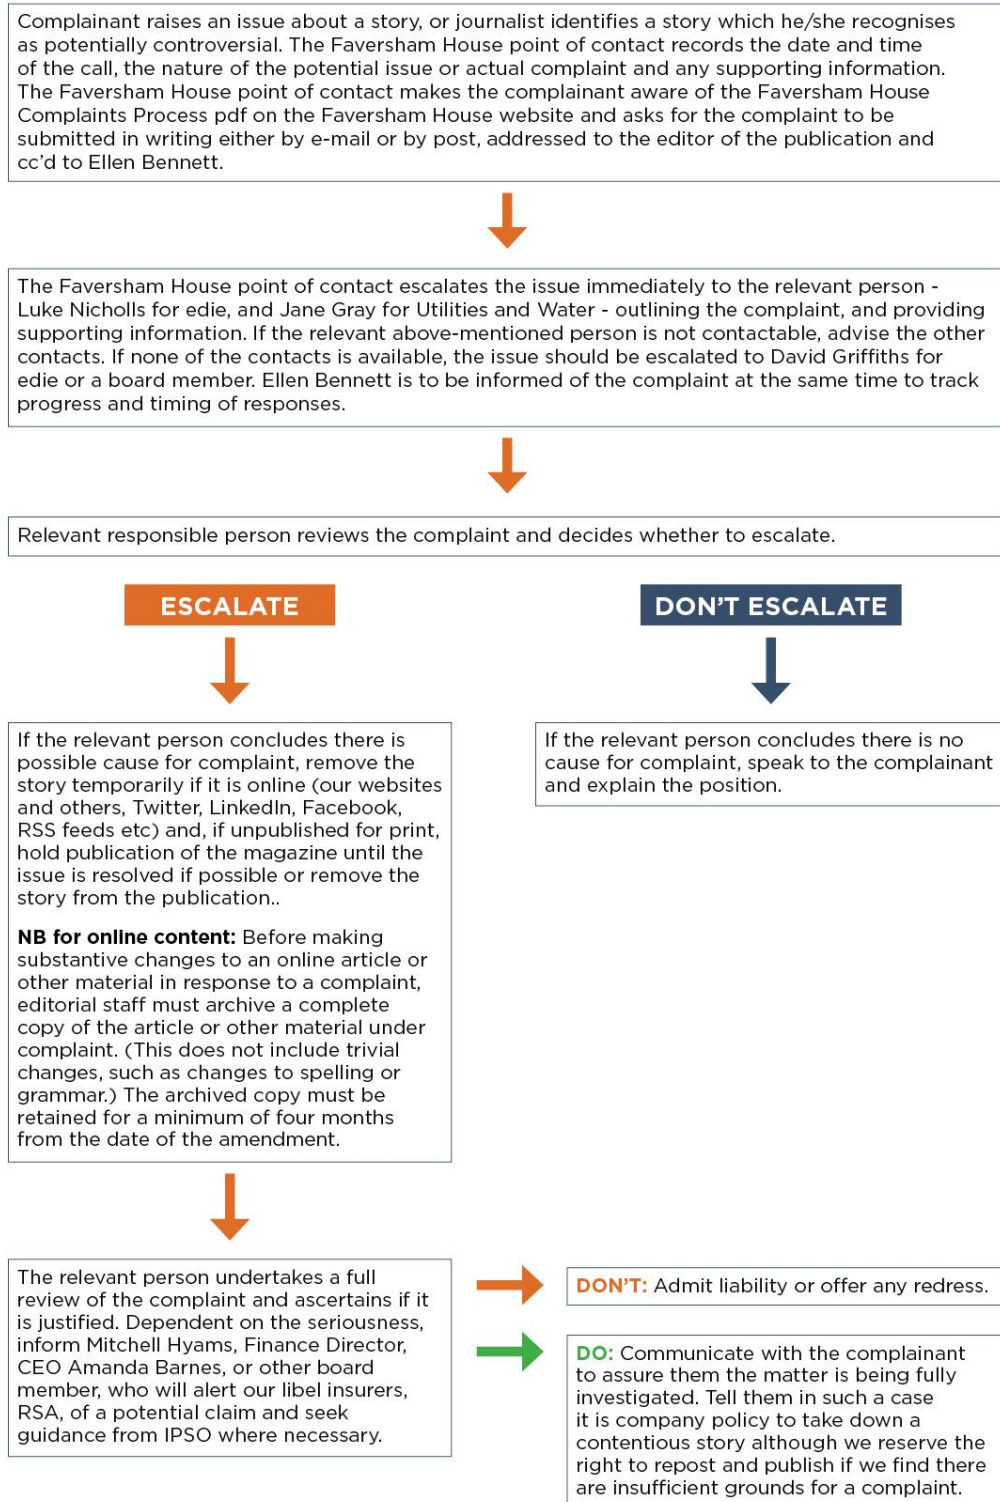 Complainant raises an issue about a story, or journalist identifies a story which he/she recognises
as potentially controversial. The Faversham House point of contact records the date and time
of the call, the nature of the potential issue or actual complaint and any supporting information.
The Faversham House point of contact makes the complainant aware of the Faversham House
Complaints Process pdf on the Faversham House website and asks for the complaint to be
submitted in writing either by e-mail or by post, addressed to the editor of the publication and
cc'd to Ellen Bennett.
The Faversham House point of contact escalates the issue immediately to the relevant person -
Luke Nicholls for edie, and Jane Gray for Utilities and Water - outlining the complaint, and providing
supporting information. If the relevant above-mentioned person is not contactable, advise the other
contacts. If none of the contacts is available, the issue should be escalated to David Griffiths for
edie or a board member. Ellen Bennett is to be informed of the complaint at the same time to track
progress and timing of responses.
Relevant responsible person reviews the complaint and decides whether to escalate.
ESCALATE
If the relevant person concludes there is
possible cause for complaint, remove the
story temporarily if it is online (our websites
and others, Twitter, LinkedIn, Facebook,
RSS feeds etc) and, if unpublished for print,
hold publication of the magazine until the
issue is resolved if possible or remove the
story from the publication..
NB for online content: Before making
substantive changes to an online article or
other material in response to a complaint,
editorial staff must archive a complete
copy of the article or other material under
complaint. (This does not include trivial
changes, such as changes to spelling or
grammar.) The archived copy must be
retained for a minimum of four months
from the date of the amendment.
DON'T ESCALATE
If the relevant person concludes there is no
cause for complaint, speak to the complainant
and explain the position.
The relevant person undertakes a full
review of the complaint and ascertains if it
is justified. Dependent on the seriousness,
inform Mitchell Hyams, Finance Director,
CEO Amanda Barnes, or other board
member, who will alert our libel insurers,
RSA, of a potential claim and seek
guidance from IPSO where necessary.
DON'T: Admit liability or offer any redress.
DO: Communicate with the complainant
to assure them the matter is being fully
investigated. Tell them in such a case
it is company policy to take down a
contentious story although we reserve the
right to repost and publish if we find there
are insufficient grounds for a complaint.